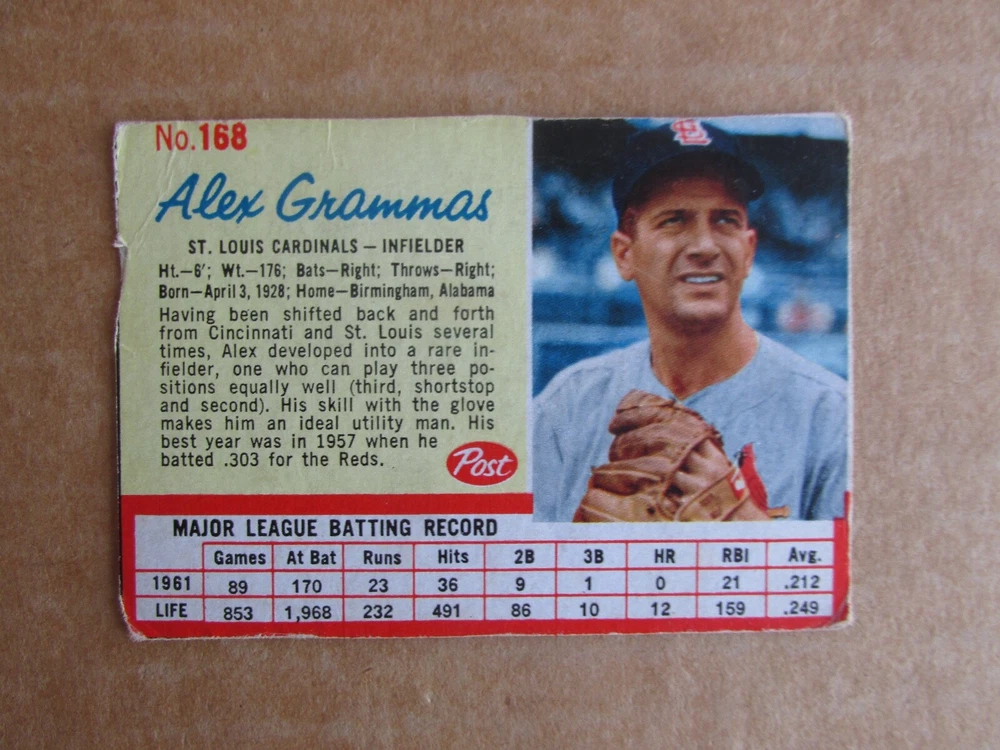 No.168
Alex Grammas
ST. LOUIS CARDINALS — INFIELDER
Ht.—6'; Wt.—176; Bats—Right; Throws—Right;
Born—April 3, 1928; Home—Birmingham, Alabama
Having been shifted back and forth
from Cincinnati and St. Louis several
times, Alex developed into a rare in-
fielder, one who can play three po-
sitions equally well (third, shortstop
and second). His skill with the glove
makes him an ideal utility man. His
best year was in 1957 when he
batted .303 for the Reds.
Post
StL
MAJOR LEAGUE BATTING RECORD
Games At Bat Runs Hits 2B 3B HR RBI Avg.
1961 89 170 23 36 9 1 0 21 .212
LIFE 853 1,968 232 491 86 10 12 159 .249